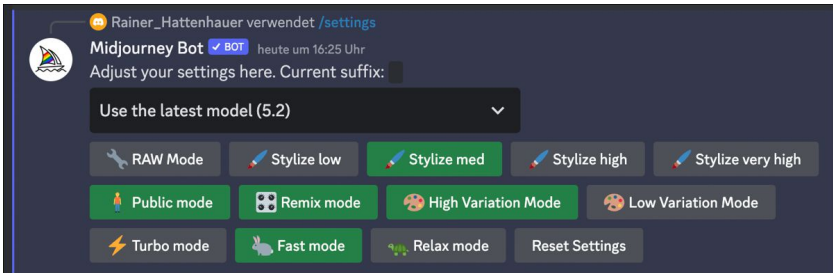 Rainer_Hattenhauer verwendet /settings
Midjourney Bot ✓ BOT heute um 16:25 Uhr
Adjust your settings here. Current suffix:
Use the latest model (5.2)
RAW Mode Stylize low Stylize med Stylize high Stylize very high
Public mode Remix mode High Variation Mode Low Variation Mode
Turbo mode Fast mode Relax mode Reset Settings